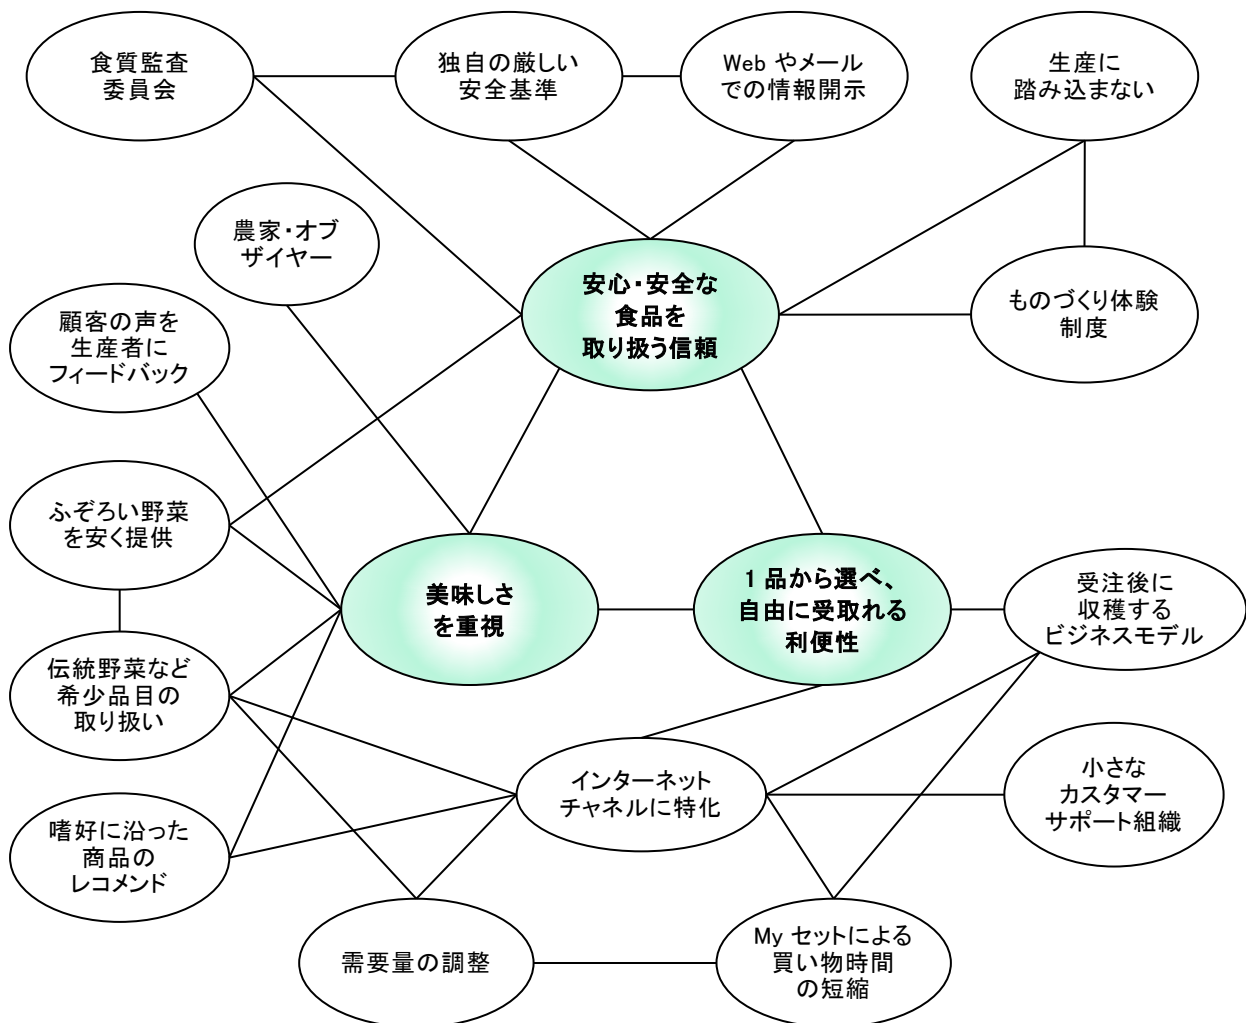 食質監査
委員会
独自の厳しい
安全基準
Web やメール
での情報開示
生産に
踏み込まない
農家・オブ
ザイヤー
安心・安全な
食品を
取り扱う信頼
ものづくり体験
制度
顧客の声を
生産者に
フィードバック
ふぞろい野菜
を安く提供
美味しさ
を重視
1 品から選べ、
自由に受取れる
利便性
受注後に
収穫する
ビジネスモデル
伝統野菜など
希少品目の
取り扱い
インターネット
チャネルに特化
小さな
カスタマー
サポート組織
嗜好に沿った
商品の
レコメンド
需要量の調整
My セットによる
買い物時間
の短縮